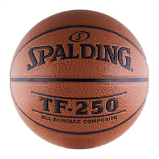 SPALDING
TF-250
ALL SURFACE COMPOSITE